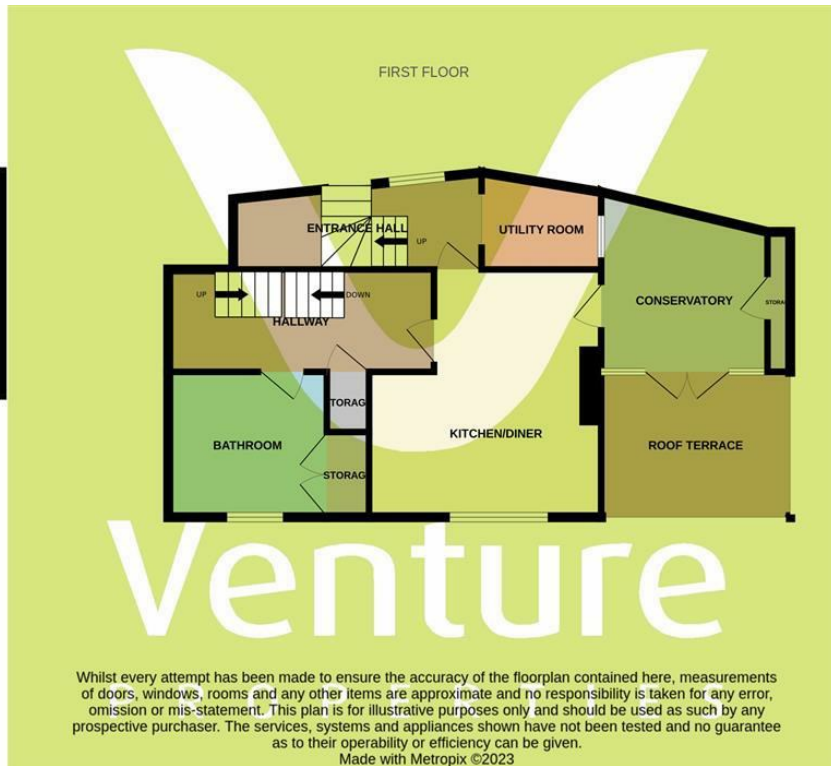 FIRST FLOOR
ENTRANCE HALL
UP
UTILITY ROOM
UP
DOWN
HALLWAY
CONSERVATORY
STORA
TORAG
BATHROOM
KITCHEN/DINER
ROOF TERRACE
STORAG
Venture
PROPERTIES
Whilst every attempt has been made to ensure the accuracy of the floorplan contained here, measurements
of doors, windows, rooms and any other items are approximate and no responsibility is taken for any error,
omission or mis-statement. This plan is for illustrative purposes only and should be used as such by any
prospective purchaser. The services, systems and appliances shown have not been tested and no guarantee
as to their operability or efficiency can be given.
Made with Metropix ©2023